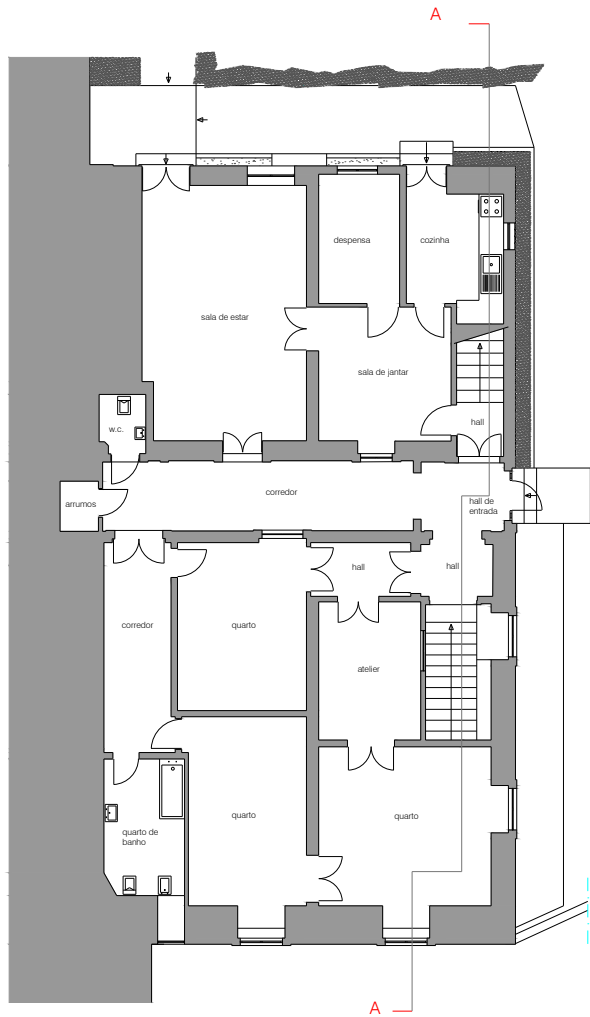 A
despensa
cozinha
sala de estar
sala de jantar
hall
w.c.
corredor
arrumos
hall de
entrada
hall
hall
corredor
quarto
atelier
quarto
quarto
quarto de
banho
A